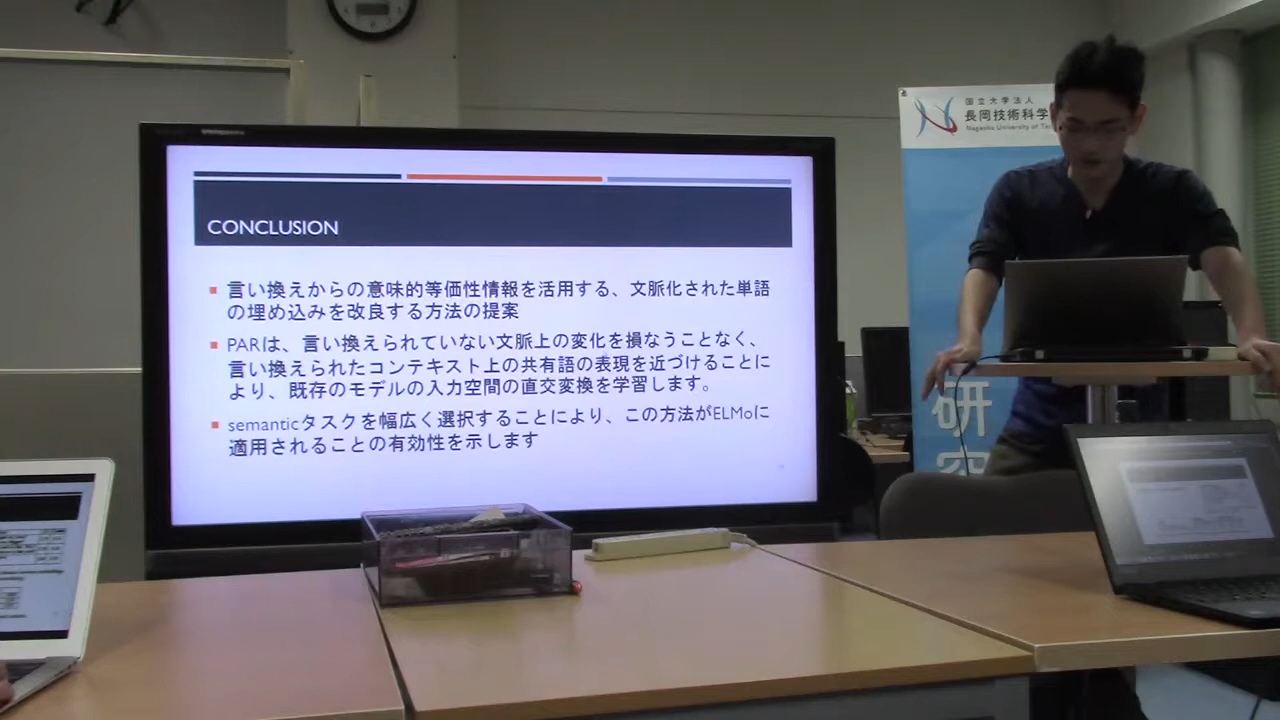 CONCLUSION
言い換えからの意味的等価性情報を活用する、文脈化された単語
の埋め込みを改良する方法の提案
PARは、言い換えられていない文脈上の変化を損なうことなく、
言い換えられたコンテキスト上の共有語の表現を近づけることに
より、既存のモデルの入力空間の直交変換を学習します。
semanticタスクを幅広く選択することにより、この方法がELMoに
適用されることの有効性を示します
国立大学法人
長岡技術科学
Nagaoka University of
研
究